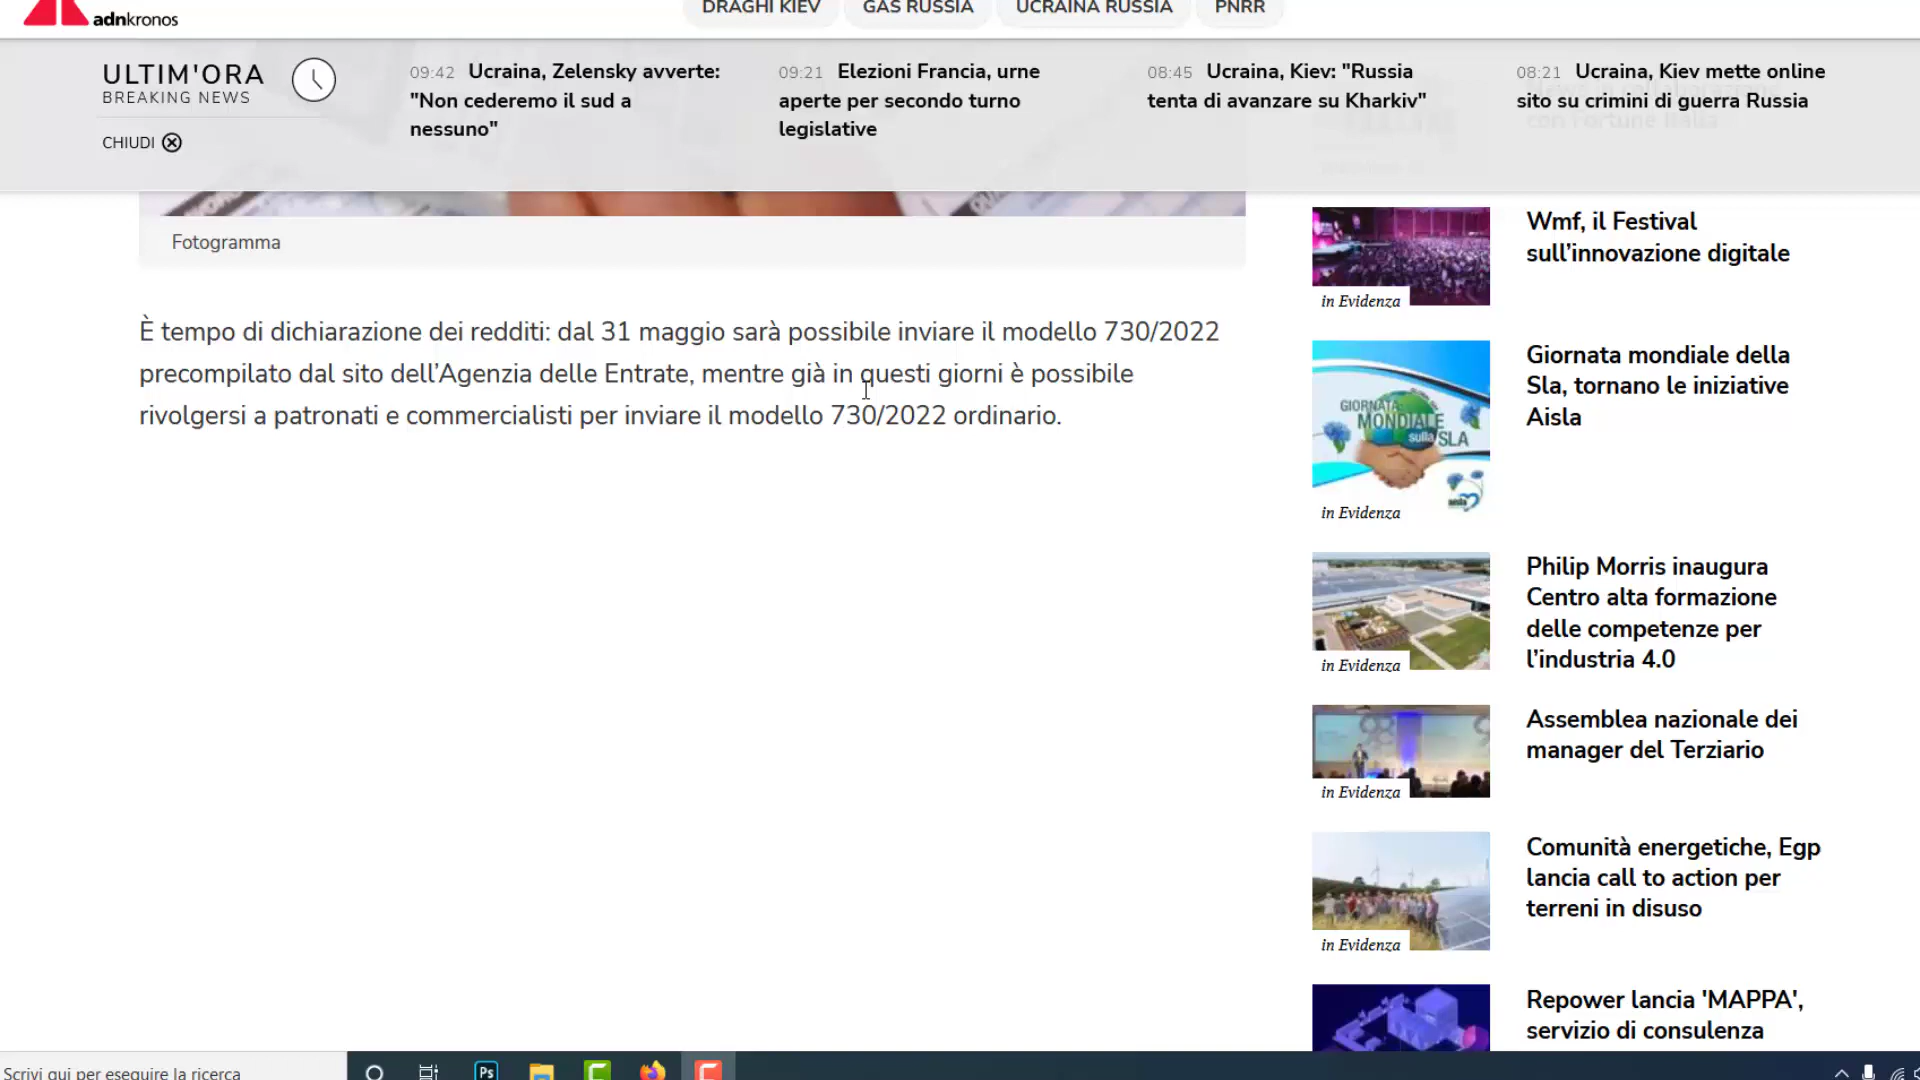 adnkronos
DRAGHI KIEV
GAS RUSSIA
UCRAINA RUSSIA
PNRR
ULTIM'ORA
BREAKING NEWS
CHIUDI
09:42 Ucraina, Zelensky avverte:
"Non cederemo il sud a
nessuno"
09:21 Elezioni Francia, urne
aperte per secondo turno
legislative
08:45 Ucraina, Kiev: "Russia
tenta di avanzare su Kharkiv"
08:21 Ucraina, Kiev mette online
sito su crimini di guerra Russia
News in collaborazione
con Fortune Italia
Fotogramma
È tempo di dichiarazione dei redditi: dal 31 maggio sarà possibile inviare il modello 730/2022
precompilato dal sito dell’Agenzia delle Entrate, mentre già in questi giorni è possibile
rivolgersi a patronati e commercialisti per inviare il modello 730/2022 ordinario.
in Evidenza
Wmf, il Festival
sull’innovazione digitale
GIORNATA
MONDIALE
sulla SLA
aisla
in Evidenza
Giornata mondiale della
Sla, tornano le iniziative
Aisla
in Evidenza
Philip Morris inaugura
Centro alta formazione
delle competenze per
l’industria 4.0
in Evidenza
Assemblea nazionale dei
manager del Terziario
in Evidenza
Comunità energetiche, Egp
lancia call to action per
terreni in disuso
Repower lancia 'MAPPA',
servizio di consulenza
Scrivi qui per eseguire la ricerca
Ps